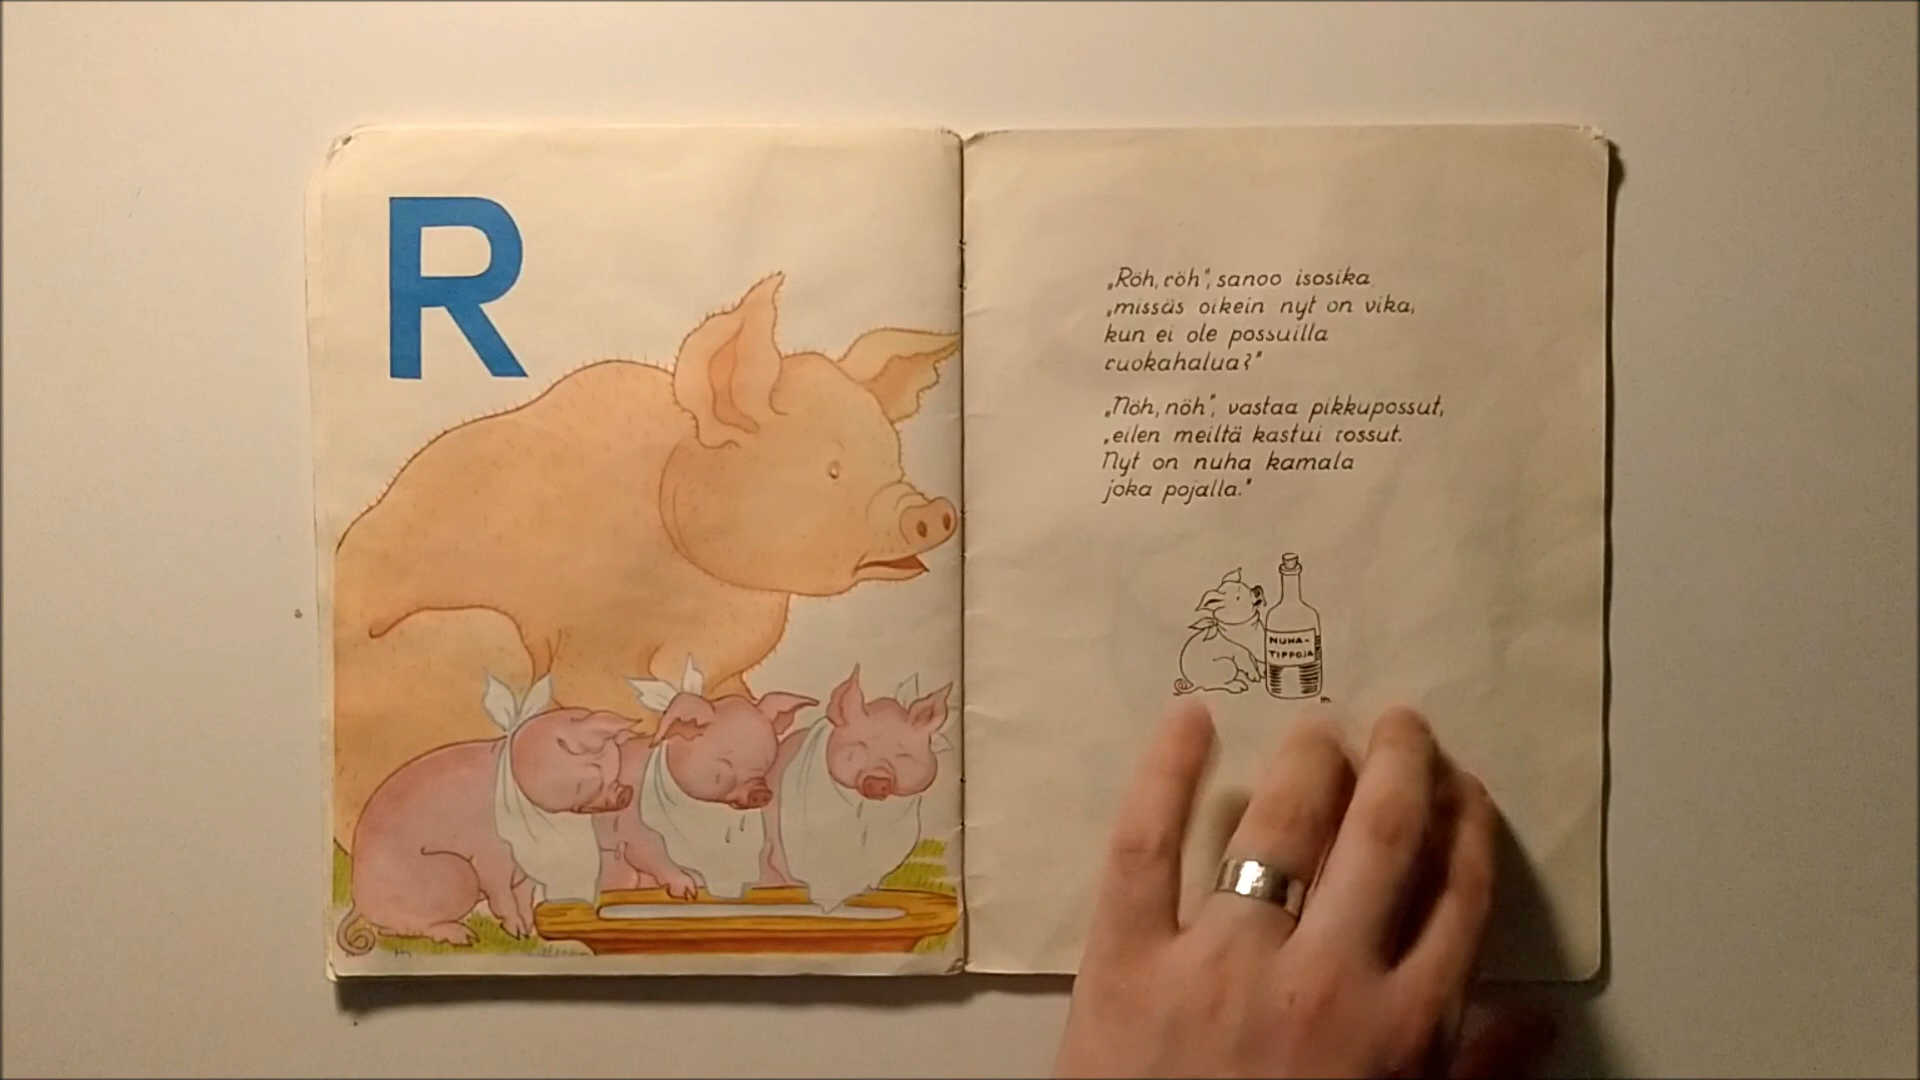 R
„Röh, röh”, sanoo isosika,
„missäs oikein nyt on vika,
kun ei ole possuilla
ruokahalua?”
„Nöh, nöh”, vastaa pikkupossut,
„eilen meiltä kastui tossut.
Nyt on nuha kamala
joka pojalla.”
NUHA-
TIPPOJA